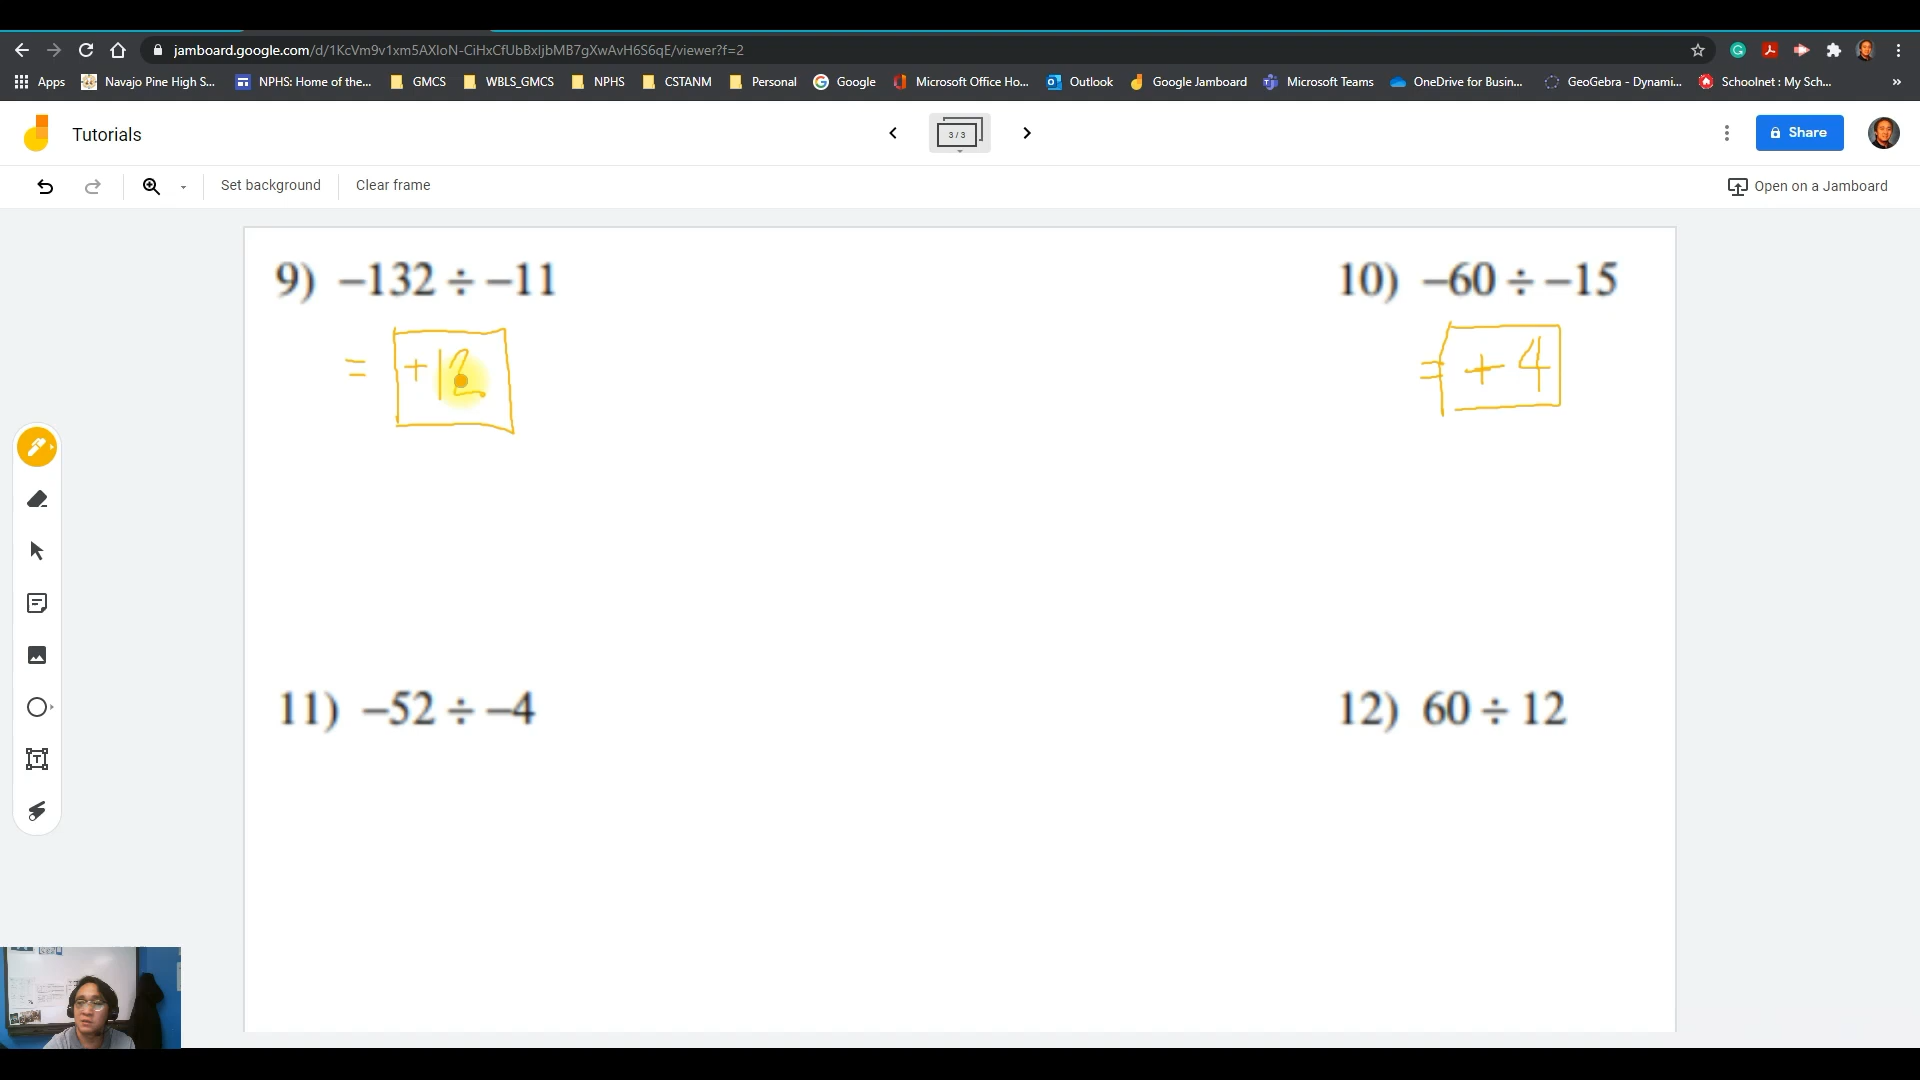 jamboard.google.com/d/1KcVm9v1xm5AXIoN-CiHxCfUbBxIjbMB7gXwAvH6S6qE/viewer?f=2
Apps Navajo Pine High S... NPHS: Home of the... GMCS WBLS_GMCS NPHS CSTANM Personal Google Microsoft Office Ho... Outlook Google Jamboard Microsoft Teams OneDrive for Busin... GeoGebra - Dynami... Schoolnet : My Sch... »
Tutorials 3 / 3 Share
Set background Clear frame Open on a Jamboard
9) −132 ÷ −11
= +12
10) −60 ÷ −15
= +4
11) −52 ÷ −4
12) 60 ÷ 12